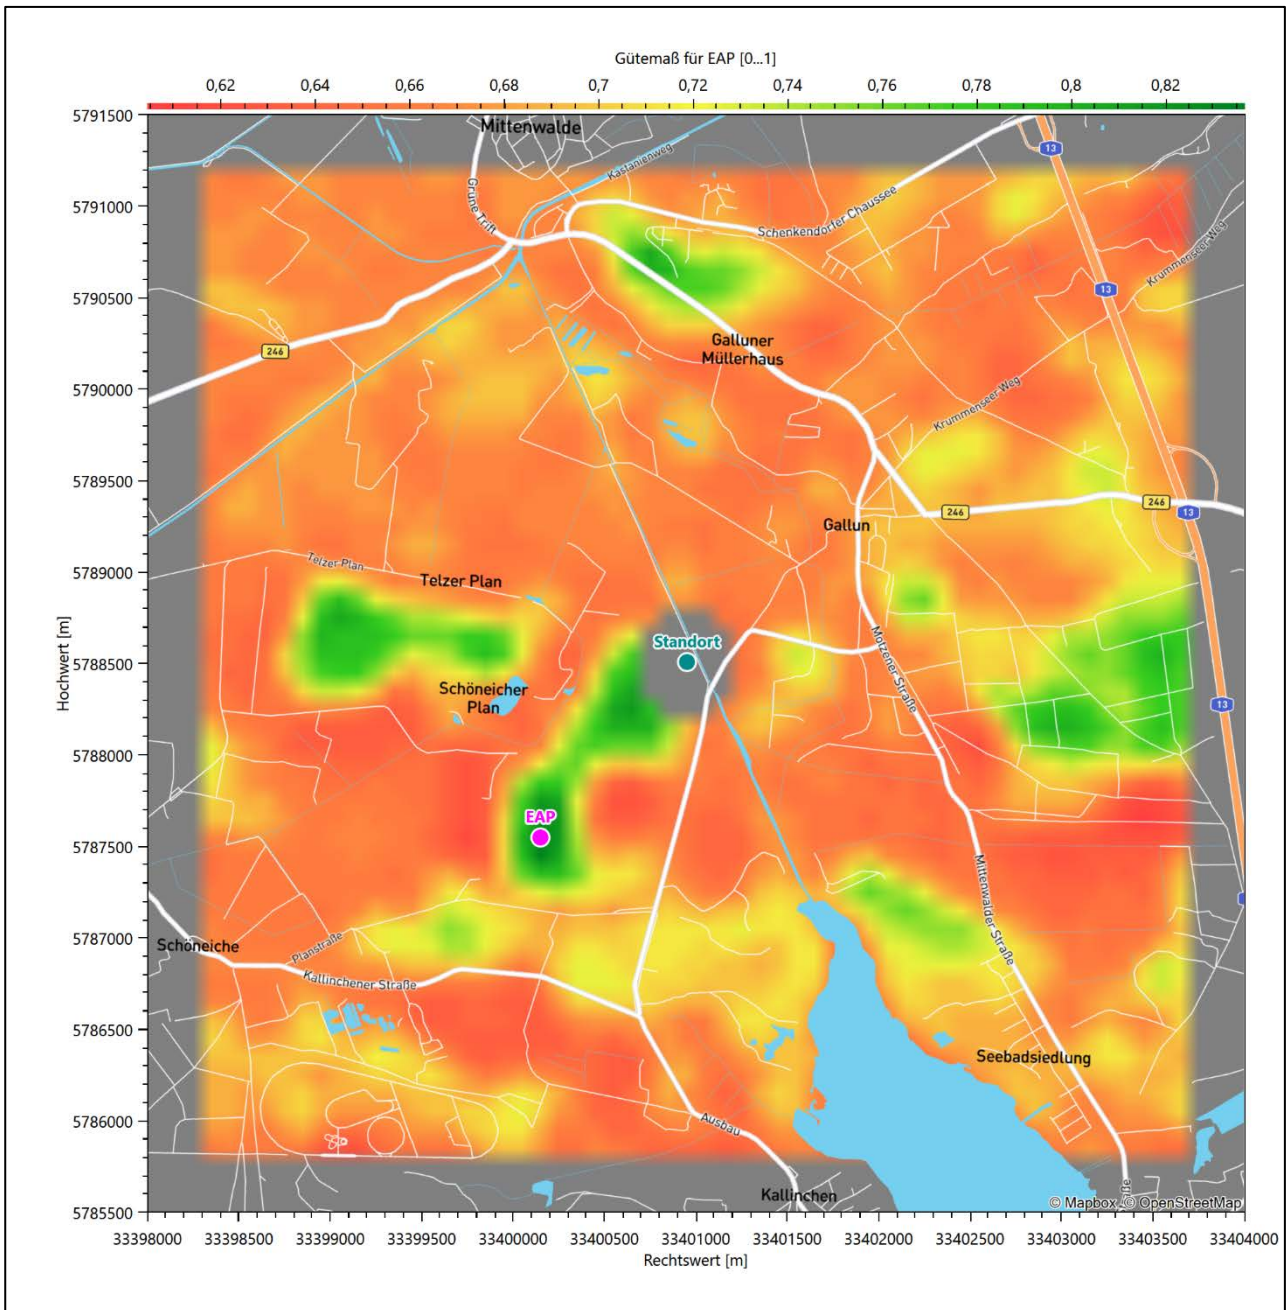 Gütemaß für EAP [0...1]
0,62 0,64 0,66 0,68 0,7 0,72 0,74 0,76 0,78 0,8 0,82
5791500
Mittenwalde
13
Kastanienweg
Grüne Trift
5791000
Schenkendorfer Chaussee
Krummenseer Weg
5790500
13
246
Galluner
Müllerhaus
5790000
Krummenseer Weg
5789500
246
246
13
Gallun
5789000
Telzer Plan
Telzer Plan
Standort
5788500
Motzener Straße
Schöneicher
Plan
13
5788000
EAP
5787500
Mittenwalder Straße
5787000
Schöneiche
Planstraße
Kallinchener Straße
5786500
Seebadsiedlung
5786000
Ausbau
Kallinchen
© Mapbox, © OpenStreetMap
5785500
Hochwert [m]
33398000 33398500 33399000 33399500 33400000 33400500 33401000 33401500 33402000 33402500 33403000 33403500 33404000
Rechtswert [m]